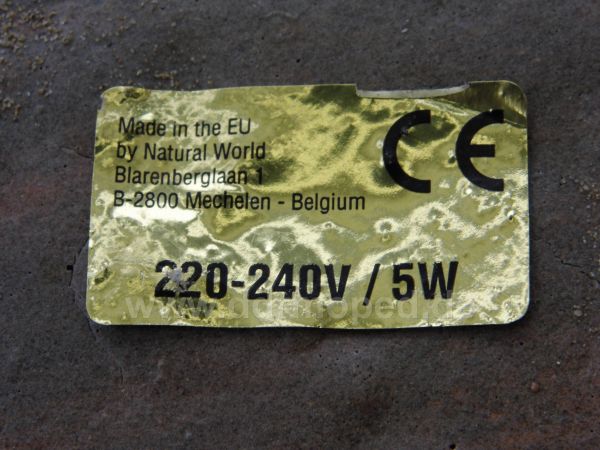 Made in the EU
by Natural World
Blarenberglaan 1
B-2800 Mechelen - Belgium
CE
220-240V / 5W